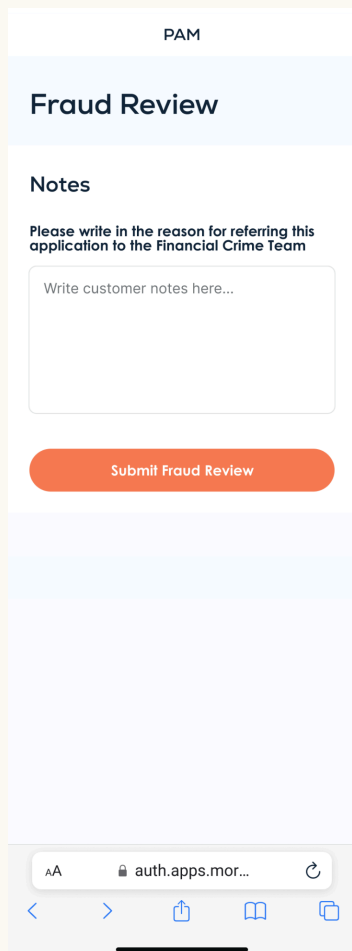 PAM
Fraud Review
Notes
Please write in the reason for referring this
application to the Financial Crime Team
Write customer notes here...
Submit Fraud Review
AA
auth.apps.mor...